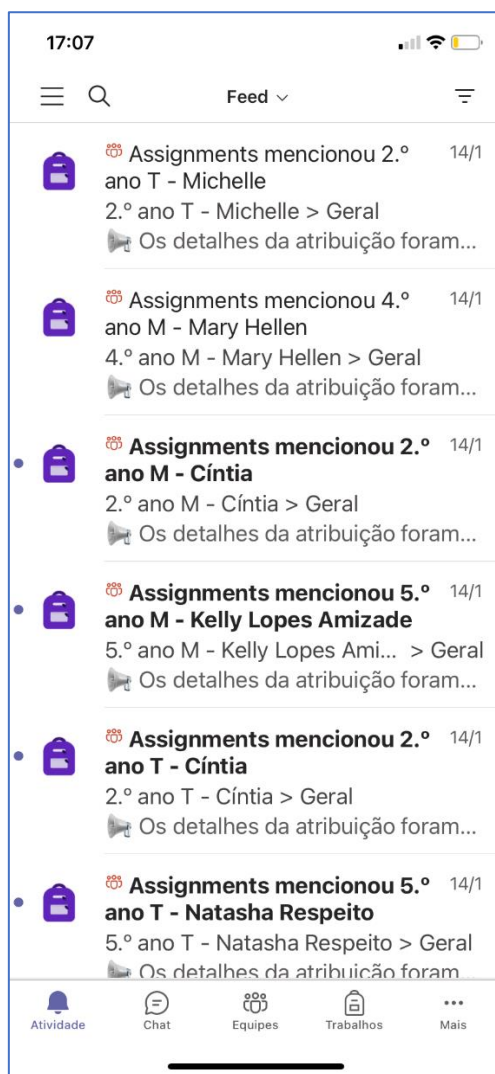 17:07
Feed
Assignments mencionou 2.º
ano T - Michelle
14/1
2.º ano T - Michelle > Geral
Os detalhes da atribuição foram...
Assignments mencionou 4.º
ano M - Mary Hellen
14/1
4.º ano M - Mary Hellen > Geral
Os detalhes da atribuição foram...
Assignments mencionou 2.º
ano M - Cíntia
14/1
2.º ano M - Cíntia > Geral
Os detalhes da atribuição foram...
Assignments mencionou 5.º
ano M - Kelly Lopes Amizade
14/1
5.º ano M - Kelly Lopes Ami... > Geral
Os detalhes da atribuição foram...
Assignments mencionou 2.º
ano T - Cíntia
14/1
2.º ano T - Cíntia > Geral
Os detalhes da atribuição foram...
Assignments mencionou 5.º
ano T - Natasha Respeito
14/1
5.º ano T - Natasha Respeito > Geral
Os detalhes da atribuição foram...
Atividade
Chat
Equipes
Trabalhos
Mais